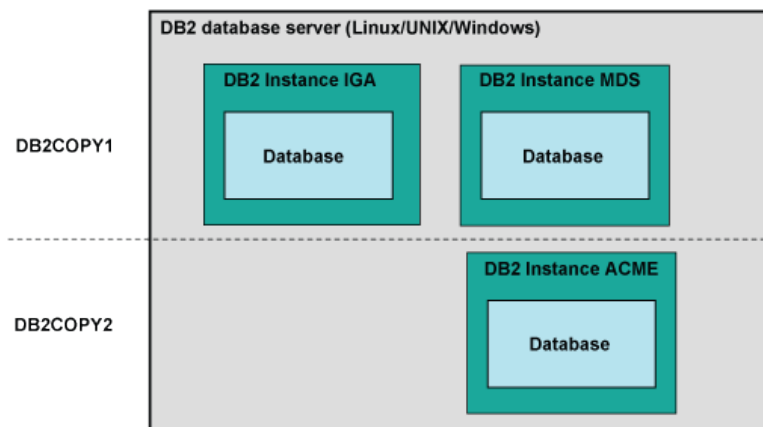 DB2 database server (Linux/UNIX/Windows)
DB2 Instance IGA
DB2 Instance MDS
DB2COPY1
Database
Database
DB2 Instance ACME
DB2COPY2
Database